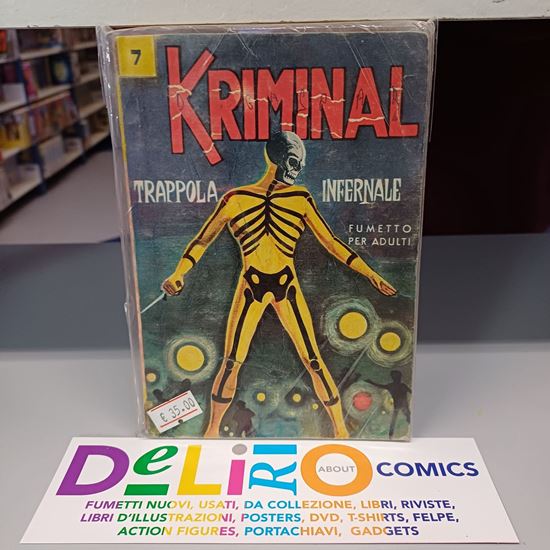 7
KRIMINAL
TRAPPOLA INFERNALE
FUMETTO
PER ADULTI
€ 35.00
DELIRIO ABOUT COMICS
FUMETTI NUOVI, USATI, DA COLLEZIONE, LIBRI, RIVISTE,
LIBRI D'ILLUSTRAZIONI, POSTERS, DVD, T-SHIRTS, FELPE,
ACTION FIGURES, PORTACHIAVI, GADGETS